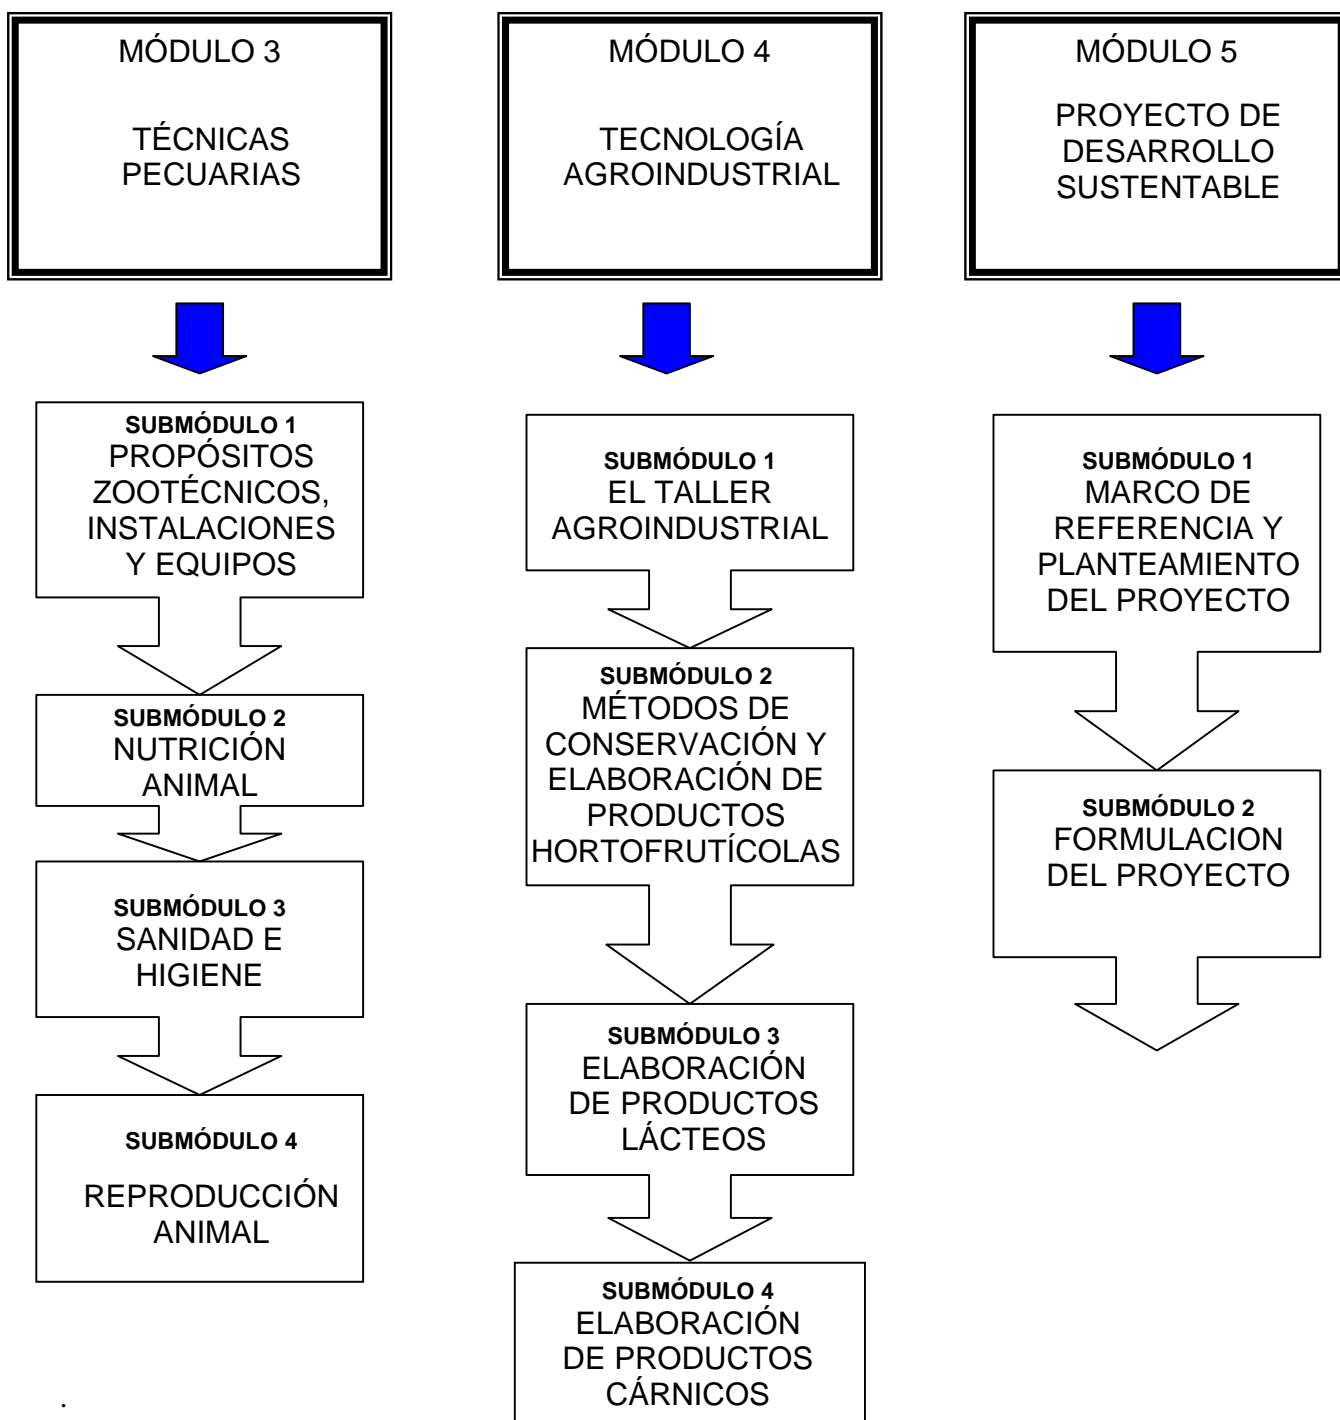 MÓDULO 3
TÉCNICAS
PECUARIAS
SUBMÓDULO 1
PROPÓSITOS
ZOOTÉCNICOS,
INSTALACIONES
Y EQUIPOS
SUBMÓDULO 2
NUTRICIÓN
ANIMAL
SUBMÓDULO 3
SANIDAD E
HIGIENE
SUBMÓDULO 4
REPRODUCCIÓN
ANIMAL
.
MÓDULO 4
TECNOLOGÍA
AGROINDUSTRIAL
SUBMÓDULO 1
EL TALLER
AGROINDUSTRIAL
SUBMÓDULO 2
MÉTODOS DE
CONSERVACIÓN Y
ELABORACIÓN DE
PRODUCTOS
HORTOFRUTÍCOLAS
SUBMÓDULO 3
ELABORACIÓN
DE PRODUCTOS
LÁCTEOS
SUBMÓDULO 4
ELABORACIÓN
DE PRODUCTOS
CÁRNICOS
MÓDULO 5
PROYECTO DE
DESARROLLO
SUSTENTABLE
SUBMÓDULO 1
MARCO DE
REFERENCIA Y
PLANTEAMIENTO
DEL PROYECTO
SUBMÓDULO 2
FORMULACION
DEL PROYECTO